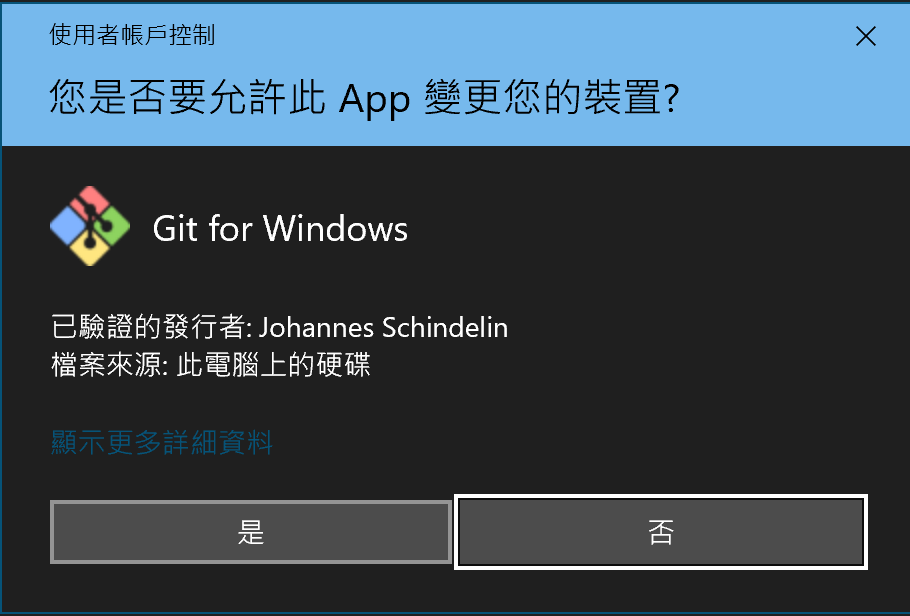 使用者帳戶控制
您是否要允許此 App 變更您的裝置?
Git for Windows
已驗證的發行者: Johannes Schindelin
檔案來源: 此電腦上的硬碟
顯示更多詳細資料
是
否